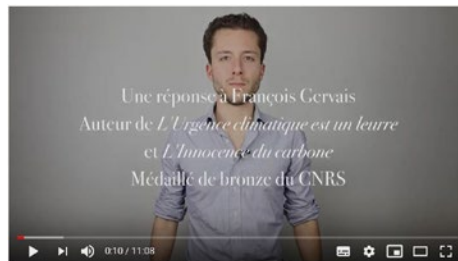 Une réponse à François Gervais
Auteur de L'Urgence climatique est un leurre
et L'Innocence du carbone
Médaillé de bronze du CNRS
0:10 / 11:08